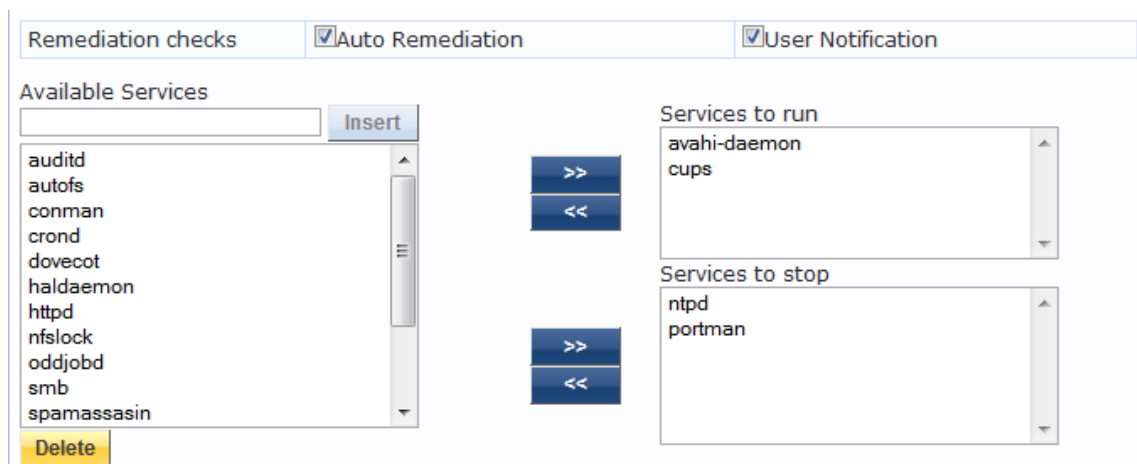 Remediation checks Auto Remediation User Notification
Available Services
Insert
auditd
autofs
conman
crond
dovecot
haldaemon
httpd
nfslock
oddjobd
smb
spamassasin
Delete
>>
<<
>>
<<
Services to run
avahi-daemon
cups
Services to stop
ntpd
portman